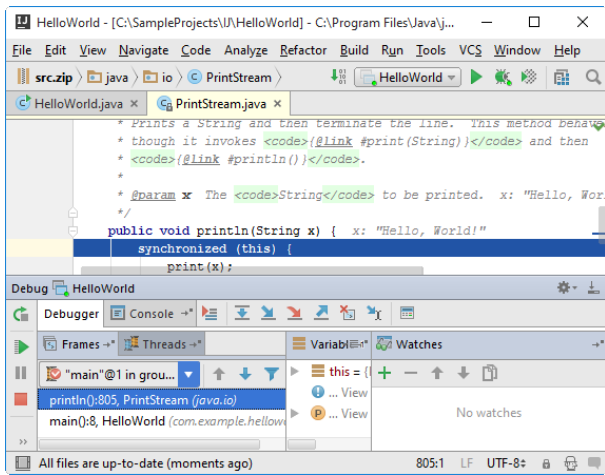 HelloWorld - [C:\SampleProjects\IJ\HelloWorld] - C:\Program Files\Java\j...
File Edit View Navigate Code Analyze Refactor Build Run Tools VCS Window Help
src.zip java io PrintStream HelloWorld
HelloWorld.java PrintStream.java
* Prints a String and then terminate the line. This method behave
* though it invokes <code>{@link #print(String)}</code> and then
* <code>{@link #println()}</code>.
*
* @param x The <code>String</code> to be printed. x: "Hello, Wor
*/
public void println(String x) { x: "Hello, World!"
synchronized (this) {
print(x);
Debug HelloWorld
Debugger Console
Frames Threads Variabl Watches
"main"@1 in grou... this = {
println():805, PrintStream (java.io) ... View
main():8, HelloWorld (com.example.hellow ... View No watches
All files are up-to-date (moments ago) 805:1 LF UTF-8